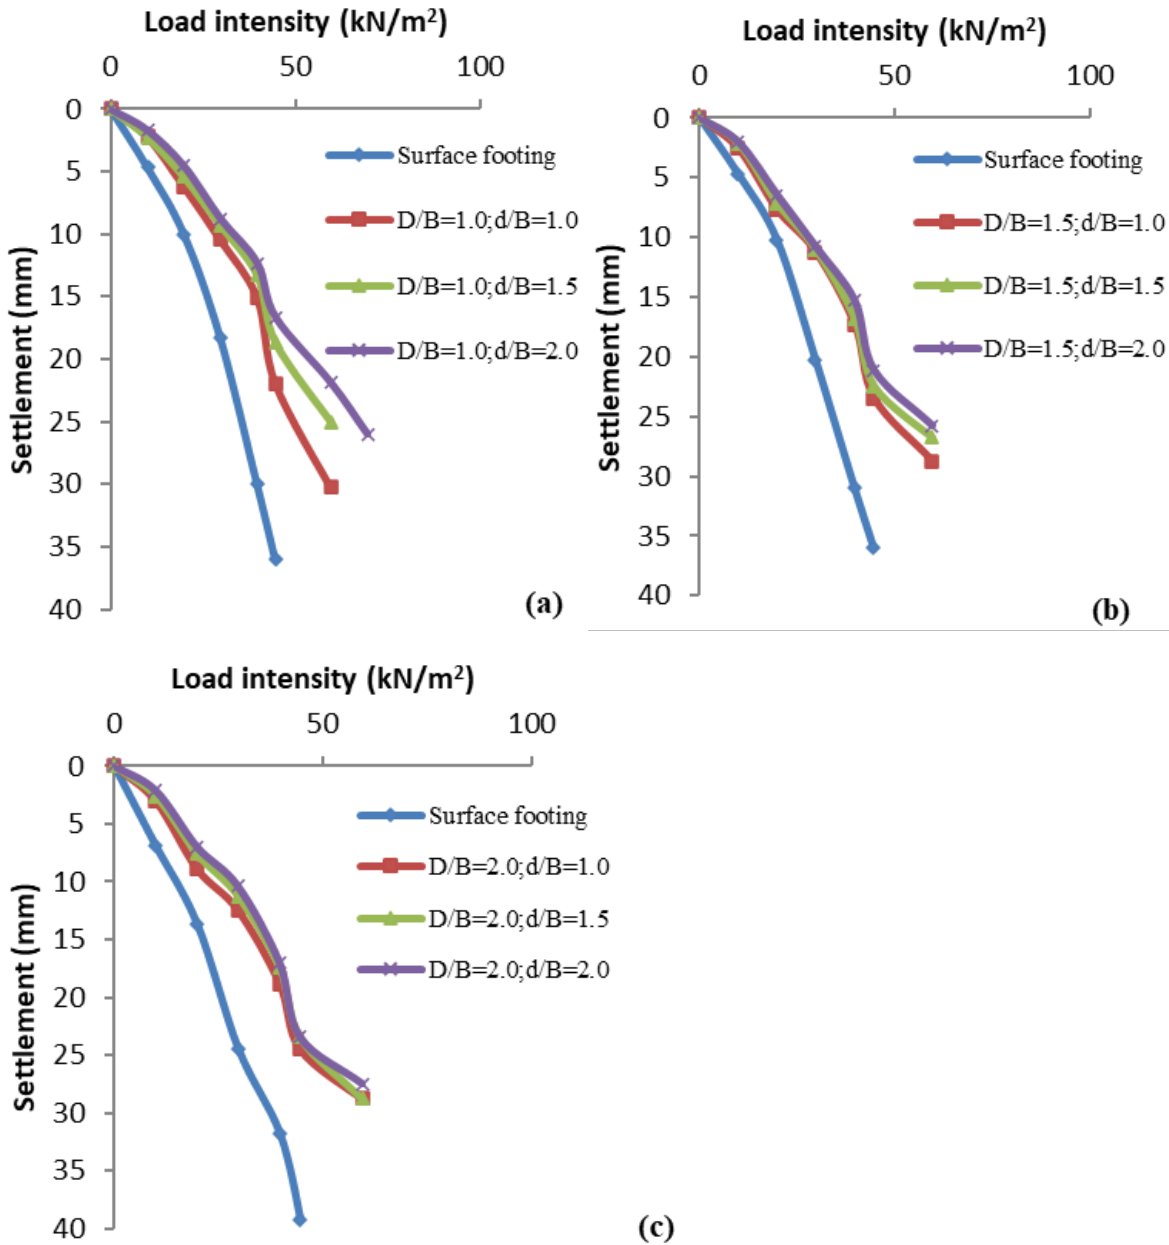 Load intensity (kN/m²)
0 50 100
0
5
10
15
20
25
30
35
40
Settlement (mm)
Surface footing
D/B=1.0;d/B=1.0
D/B=1.0;d/B=1.5
D/B=1.0;d/B=2.0
(a)
Load intensity (kN/m²)
0 50 100
0
5
10
15
20
25
30
35
40
Settlement (mm)
Surface footing
D/B=1.5;d/B=1.0
D/B=1.5;d/B=1.5
D/B=1.5;d/B=2.0
(b)
Load intensity (kN/m²)
0 50 100
0
5
10
15
20
25
30
35
40
Settlement (mm)
Surface footing
D/B=2.0;d/B=1.0
D/B=2.0;d/B=1.5
D/B=2.0;d/B=2.0
(c)